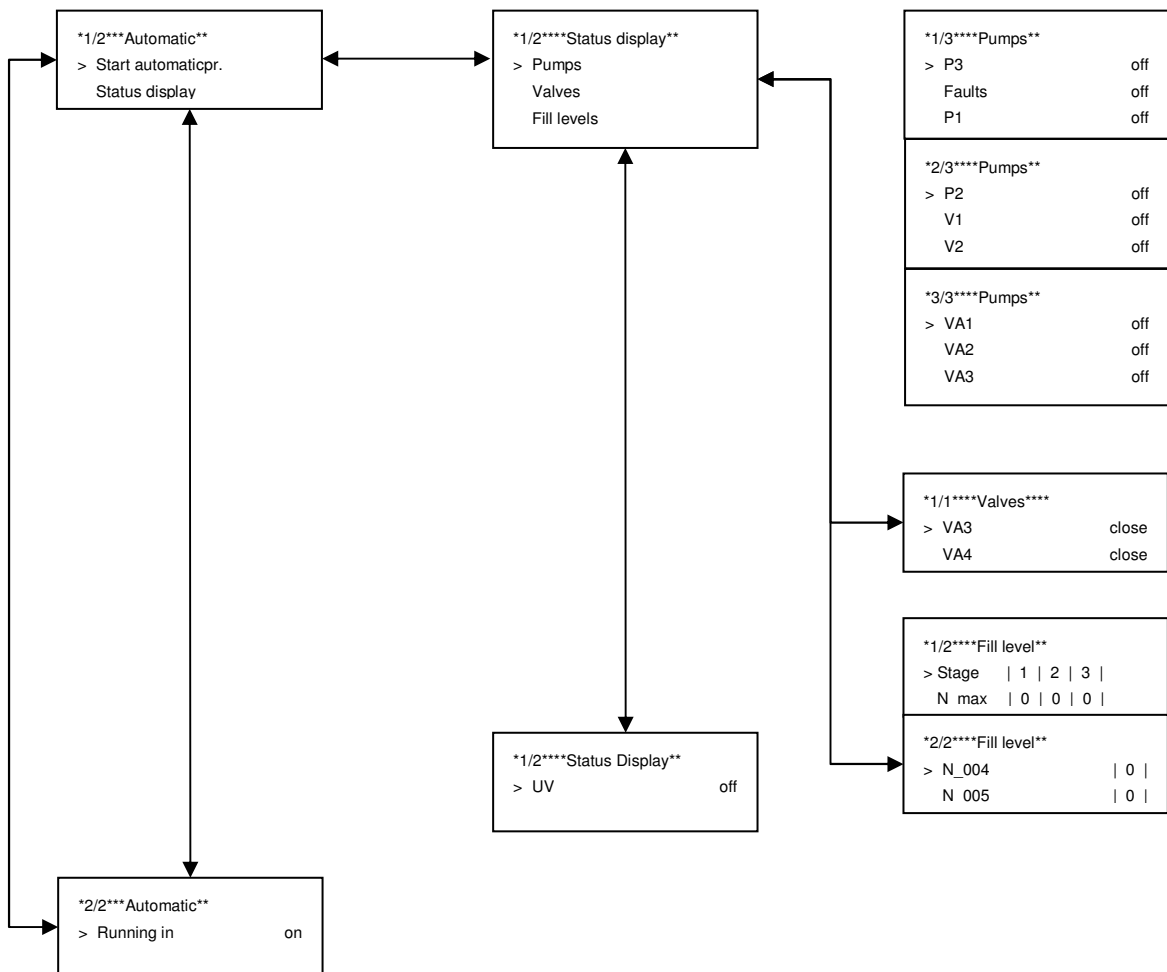 *1/2***Automatic**
> Start automaticpr.
Status display
*1/2****Status display**
> Pumps
Valves
Fill levels
*1/3****Pumps**
> P3 off
Faults off
P1 off
*2/3****Pumps**
> P2 off
V1 off
V2 off
*3/3****Pumps**
> VA1 off
VA2 off
VA3 off
*1/1****Valves****
> VA3 close
VA4 close
*1/2****Fill level**
> Stage | 1 | 2 | 3 |
N max | 0 | 0 | 0 |
*2/2****Fill level**
> N_004 | 0 |
N 005 | 0 |
*1/2****Status Display**
> UV off
*2/2***Automatic**
> Running in on